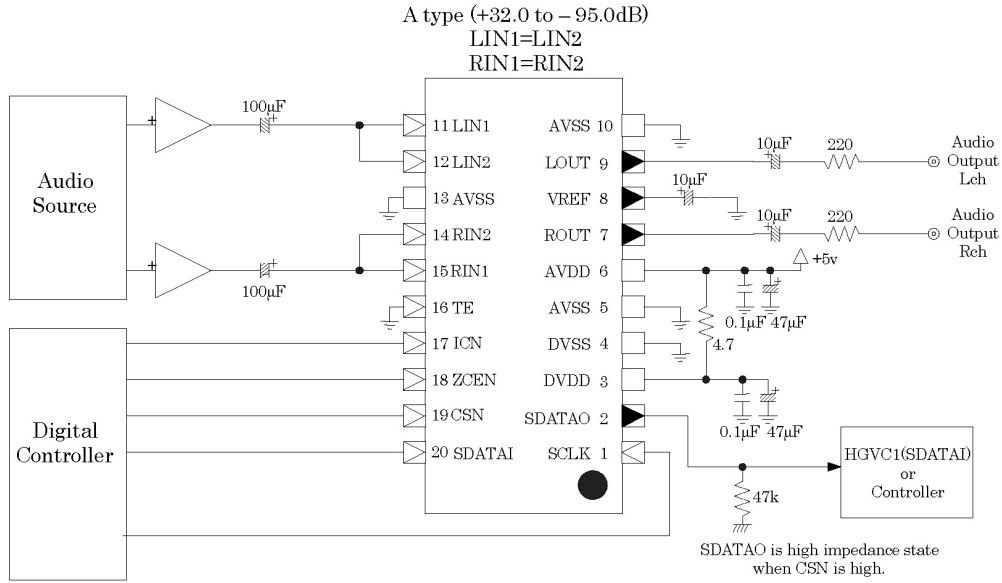 A type (+32.0 to – 95.0dB)
LIN1=LIN2
RIN1=RIN2
Audio
Source
+
+
100μF
+
100μF
+
11 LIN1
12 LIN2
13 AVSS
14 RIN2
15 RIN1
16 TE
17 ICN
18 ZCEN
19 CSN
20 SDATAI
AVSS 10
LOUT 9
VREF 8
ROUT 7
AVDD 6
AVSS 5
DVSS 4
DVDD 3
SDATAO 2
SCLK 1
10μF
+
220
Audio
Output
Lch
10μF
+
10μF
+
220
Audio
Output
Rch
+5v
+
0.1μF 47μF
4.7
+
0.1μF 47μF
Digital
Controller
HGVC1(SDATAI)
or
Controller
47k
SDATAO is high impedance state
when CSN is high.